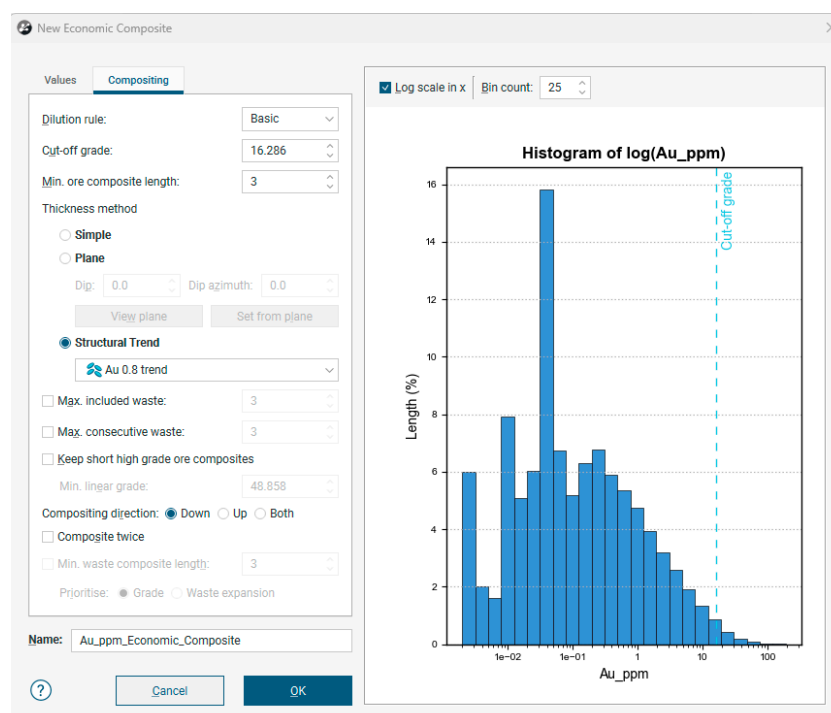 New Economic Composite
Values Compositing
Dilution rule: Basic
Cut-off grade: 16.286
Min. ore composite length: 3
Thickness method
Simple
Plane
Dip: 0.0 Dip azimuth: 0.0
View plane Set from plane
Structural Trend
Au 0.8 trend
Max. included waste: 3
Max. consecutive waste: 3
Keep short high grade ore composites
Min. linear grade: 48.858
Compositing direction: Down Up Both
Composite twice
Min. waste composite length: 3
Prioritise: Grade Waste expansion
Name: Au_ppm_Economic_Composite
? Cancel OK
Log scale in x Bin count: 25
Histogram of log(Au_ppm)
Cut-off grade
Length (%)
16
14
12
10
8
6
4
2
0
1e-02 1e-01 1 10 100
Au_ppm